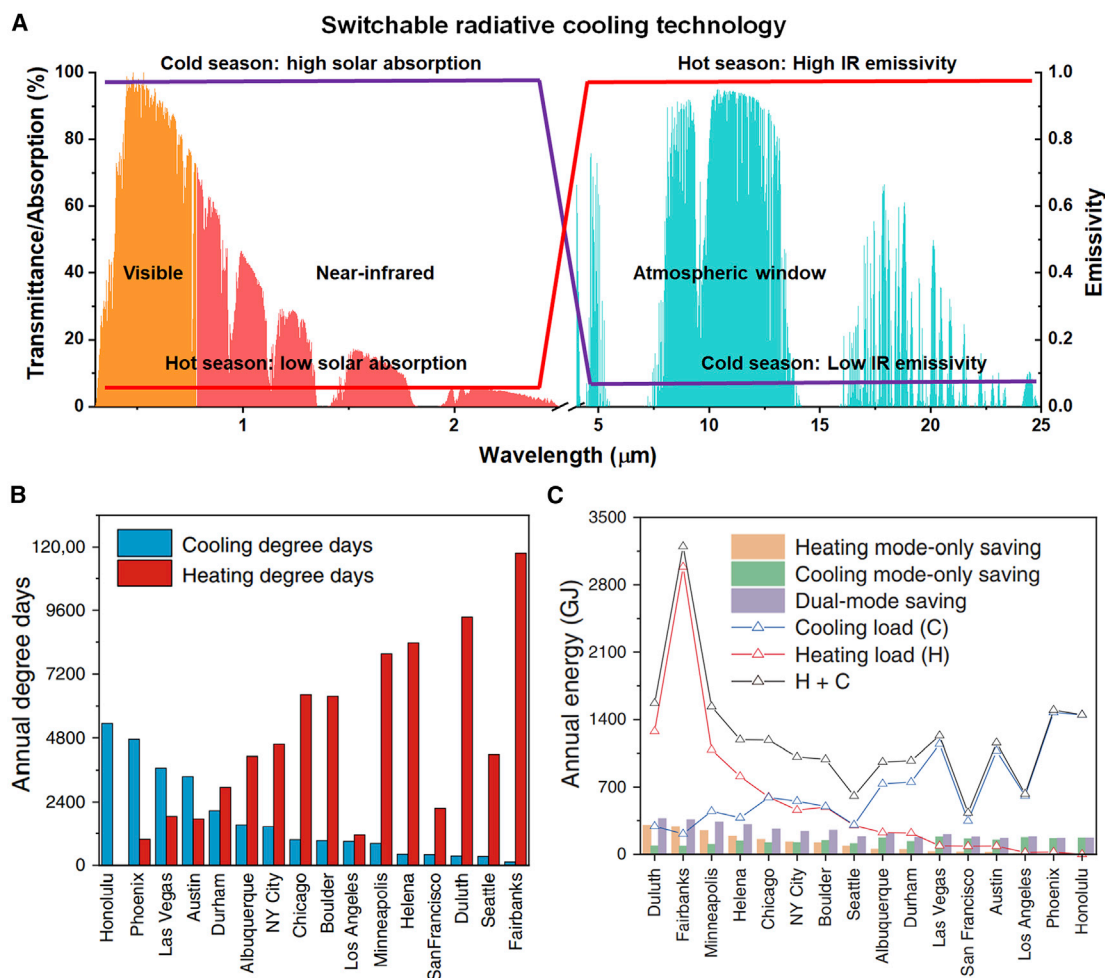 A
Switchable radiative cooling technology
Cold season: high solar absorption
Hot season: High IR emissivity
Transmittance/Absorption (%)
100
80
60
40
20
0
Visible
Near-infrared
Atmospheric window
Hot season: low solar absorption
Cold season: Low IR emissivity
1.0
0.8
0.6
0.4
0.2
0.0
Emissivity
1 2 5 10 15 20 25
Wavelength (μm)
B
Annual degree days
120,00
9600
7200
4800
2400
0
Cooling degree days
Heating degree days
Honolulu
Phoenix
Las Vegas
Austin
Durham
Albuquerque
NY City
Chicago
Boulder
Los Angeles
Minneapolis
Helena
SanFrancisco
Duluth
Seattle
Fairbanks
C
Annual energy (GJ)
3500
2800
2100
1400
700
0
Heating mode-only saving
Cooling mode-only saving
Dual-mode saving
Cooling load (C)
Heating load (H)
H + C
Duluth
Fairbanks
Minneapolis
Helena
Chicago
NY City
Boulder
Seattle
Albuquerque
Durham
Las Vegas
San Francisco
Austin
Los Angeles
Phoenix
Honolulu